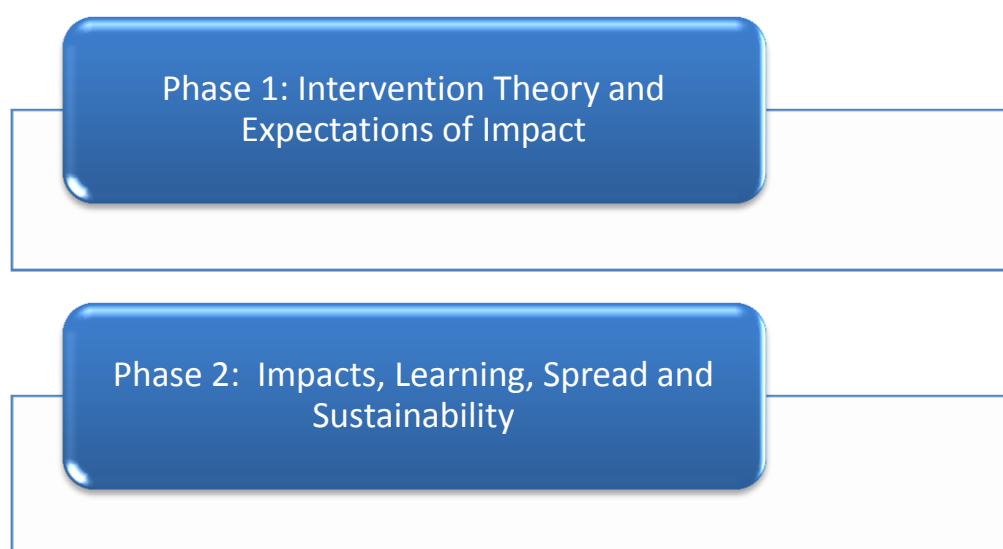 Phase 1: Intervention Theory and
Expectations of Impact
Phase 2:  Impacts, Learning, Spread and
Sustainability